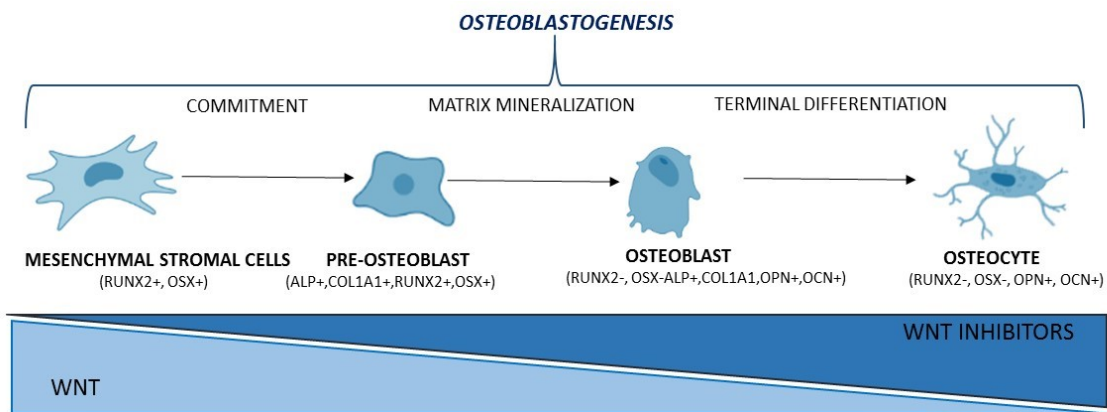 OSTEOBLASTOGENESIS
COMMITMENT
MATRIX MINERALIZATION
TERMINAL DIFFERENTIATION
MESENCHYMAL STROMAL CELLS
(RUNX2+, OSX+)
PRE-OSTEOBLAST
(ALP+,COL1A1+,RUNX2+,OSX+)
OSTEOBLAST
(RUNX2-, OSX-ALP+,COL1A1,OPN+,OCN+)
OSTEOCYTE
(RUNX2-, OSX-, OPN+, OCN+)
WNT INHIBITORS
WNT